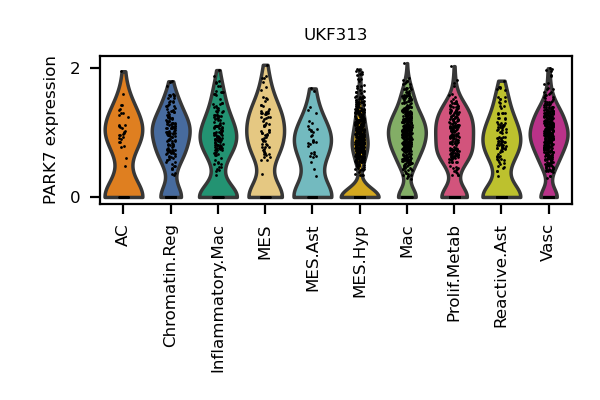 UKF313
PARK7 expression
2
0
AC
Chromatin.Reg
Inflammatory.Mac
MES
MES.Ast
MES.Hyp
Mac
Prolif.Metab
Reactive.Ast
Vasc